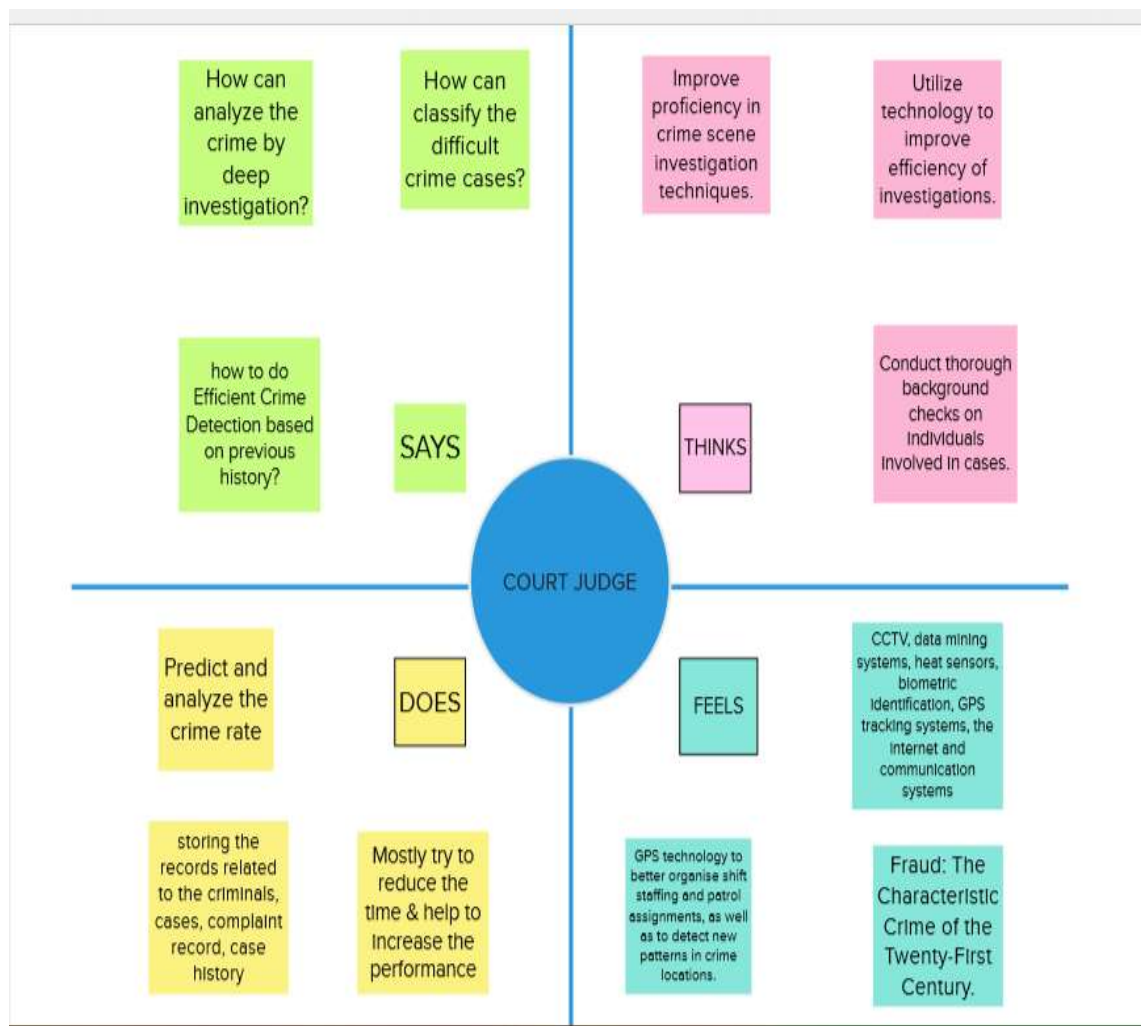 How can
analyze the
crime by
deep
investigation?
How can
classify the
difficult
crime cases?
how to do
Efficient Crime
Detection based
on previous
history?
SAYS
Improve
proficiency in
crime scene
investigation
techniques.
Utilize
technology to
improve
efficiency of
investigations.
THINKS
Conduct thorough
background
checks on
individuals
involved in cases.
COURT JUDGE
Predict and
analyze the
crime rate
DOES
storing the
records related
to the criminals,
cases, complaint
record, case
history
Mostly try to
reduce the
time & help to
increase the
performance
FEELS
CCTV, data mining
systems, heat sensors,
biometric
identification, GPS
tracking systems, the
internet and
communication
systems
GPS technology to
better organise shift
staffing and patrol
assignments, as well
as to detect new
patterns in crime
locations.
Fraud: The
Characteristic
Crime of the
Twenty-First
Century.